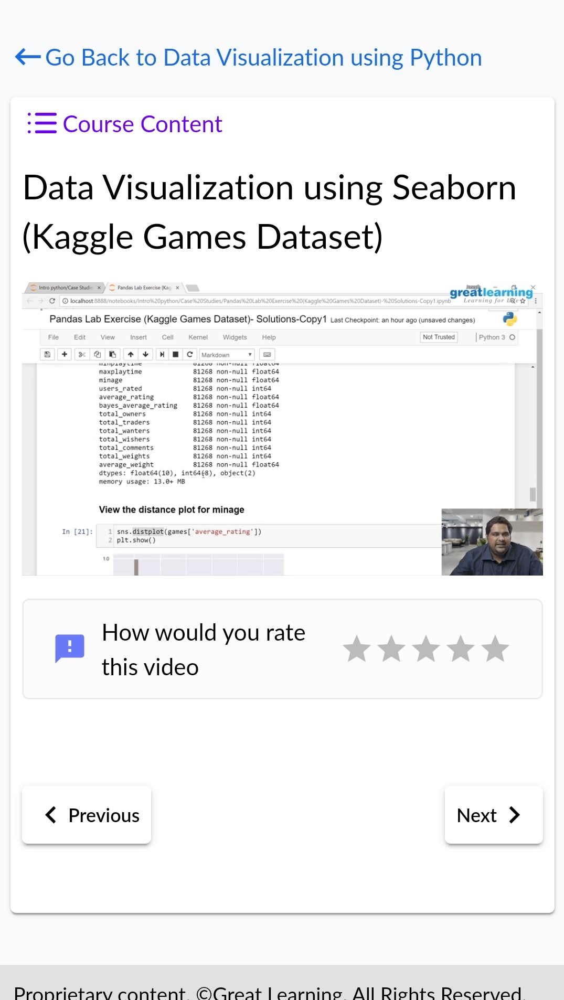 Go Back to Data Visualization using Python
Course Content
Data Visualization using Seaborn
(Kaggle Games Dataset)
Intro python/Case Studie
Pandas Lab Exercise (Kag
greatlearning
Learning for Life
localhost:8888/notebooks/Intro%20python/Case%20Studies/Pandas%20Lab%20Exercise%20(Kaggle%20Games%20Dataset)-%20Solutions-Copy1.ipynb
Pandas Lab Exercise (Kaggle Games Dataset)- Solutions-Copy1 Last Checkpoint: an hour ago (unsaved changes)
File Edit View Insert Cell Kernel Widgets Help Not Trusted Python 3
Markdown
minplaytime 81268 non-null float64
maxplaytime 81268 non-null float64
minage 81268 non-null float64
users_rated 81268 non-null int64
average_rating 81268 non-null float64
bayes_average_rating 81268 non-null float64
total_owners 81268 non-null int64
total_traders 81268 non-null int64
total_wanters 81268 non-null int64
total_wishers 81268 non-null int64
total_comments 81268 non-null int64
total_weights 81268 non-null int64
average_weight 81268 non-null float64
dtypes: float64(10), int64(8), object(2)
memory usage: 13.0+ MB
View the distance plot for minage
In [21]: 1 sns.distplot(games['average_rating'])
2 plt.show()
1.0
How would you rate
this video
Previous
Next
Proprietary content. ©Great Learning. All Rights Reserved.